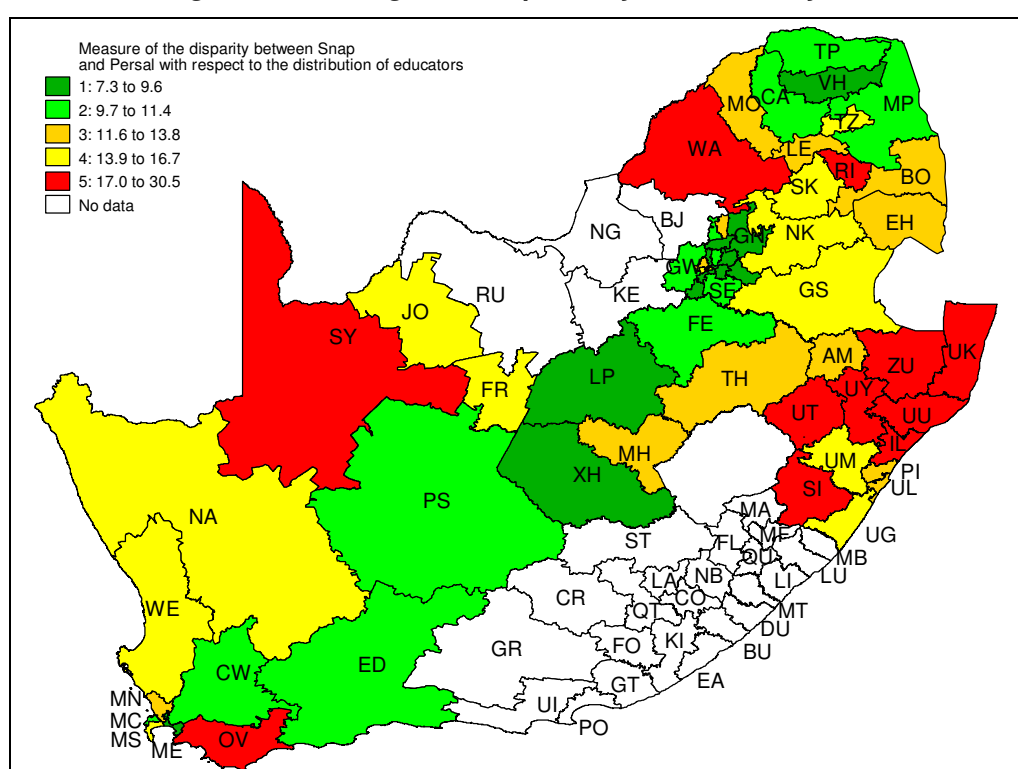 Measure of the disparity between Snap
and Persal with respect to the distribution of educators
1: 7.3 to 9.6
2: 9.7 to 11.4
3: 11.6 to 13.8
4: 13.9 to 16.7
5: 17.0 to 30.5
No data
TP
VH
MO
CA
MP
TZ
WA
LE
RI
BO
SK
EH
NG
BJ
GN
NK
GW
KE
SE
GS
RU
JO
FE
SY
AM
ZU
UK
LP
TH
FR
UY
UT
UU
IL
MH
UM
PI
XH
SI
UL
PS
NA
MA
UG
ST
FL
QU
MB
LU
LA
NB
LI
CR
CO
MT
WE
QT
DU
GR
FO
KI
BU
ED
CW
GT
EA
MN
UI
MC
PO
MS
ME
OV